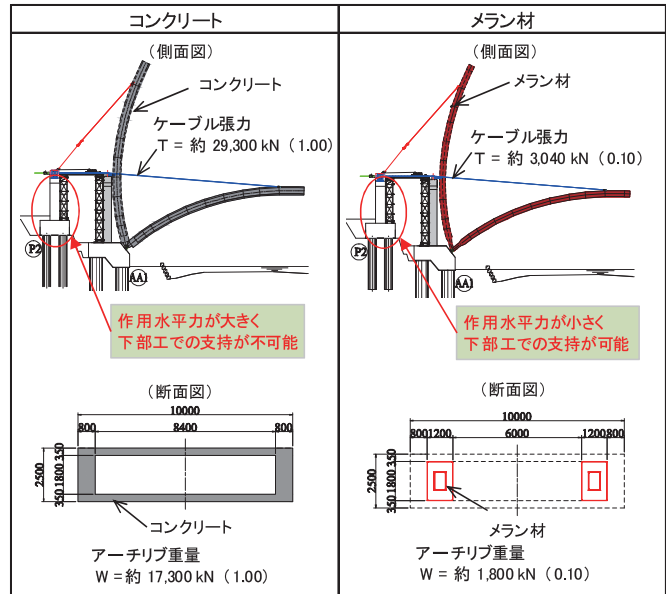 コンクリート
(側面図)
コンクリート
ケーブル張力
T = 約 29,300 kN (1.00)
P2
AA1
作用水平力が大きく
下部工での支持が不可能
(断面図)
10000
800 8400 800
2500
350 1800 350
コンクリート
アーチリブ重量
W = 約 17,300 kN (1.00)
メラン材
(側面図)
メラン材
ケーブル張力
T = 約 3,040 kN (0.10)
P2
AA1
作用水平力が小さく
下部工での支持が可能
(断面図)
10000
800 1200 6000 1200 800
2500
350 1800 350
メラン材
アーチリブ重量
W = 約 1,800 kN (0.10)